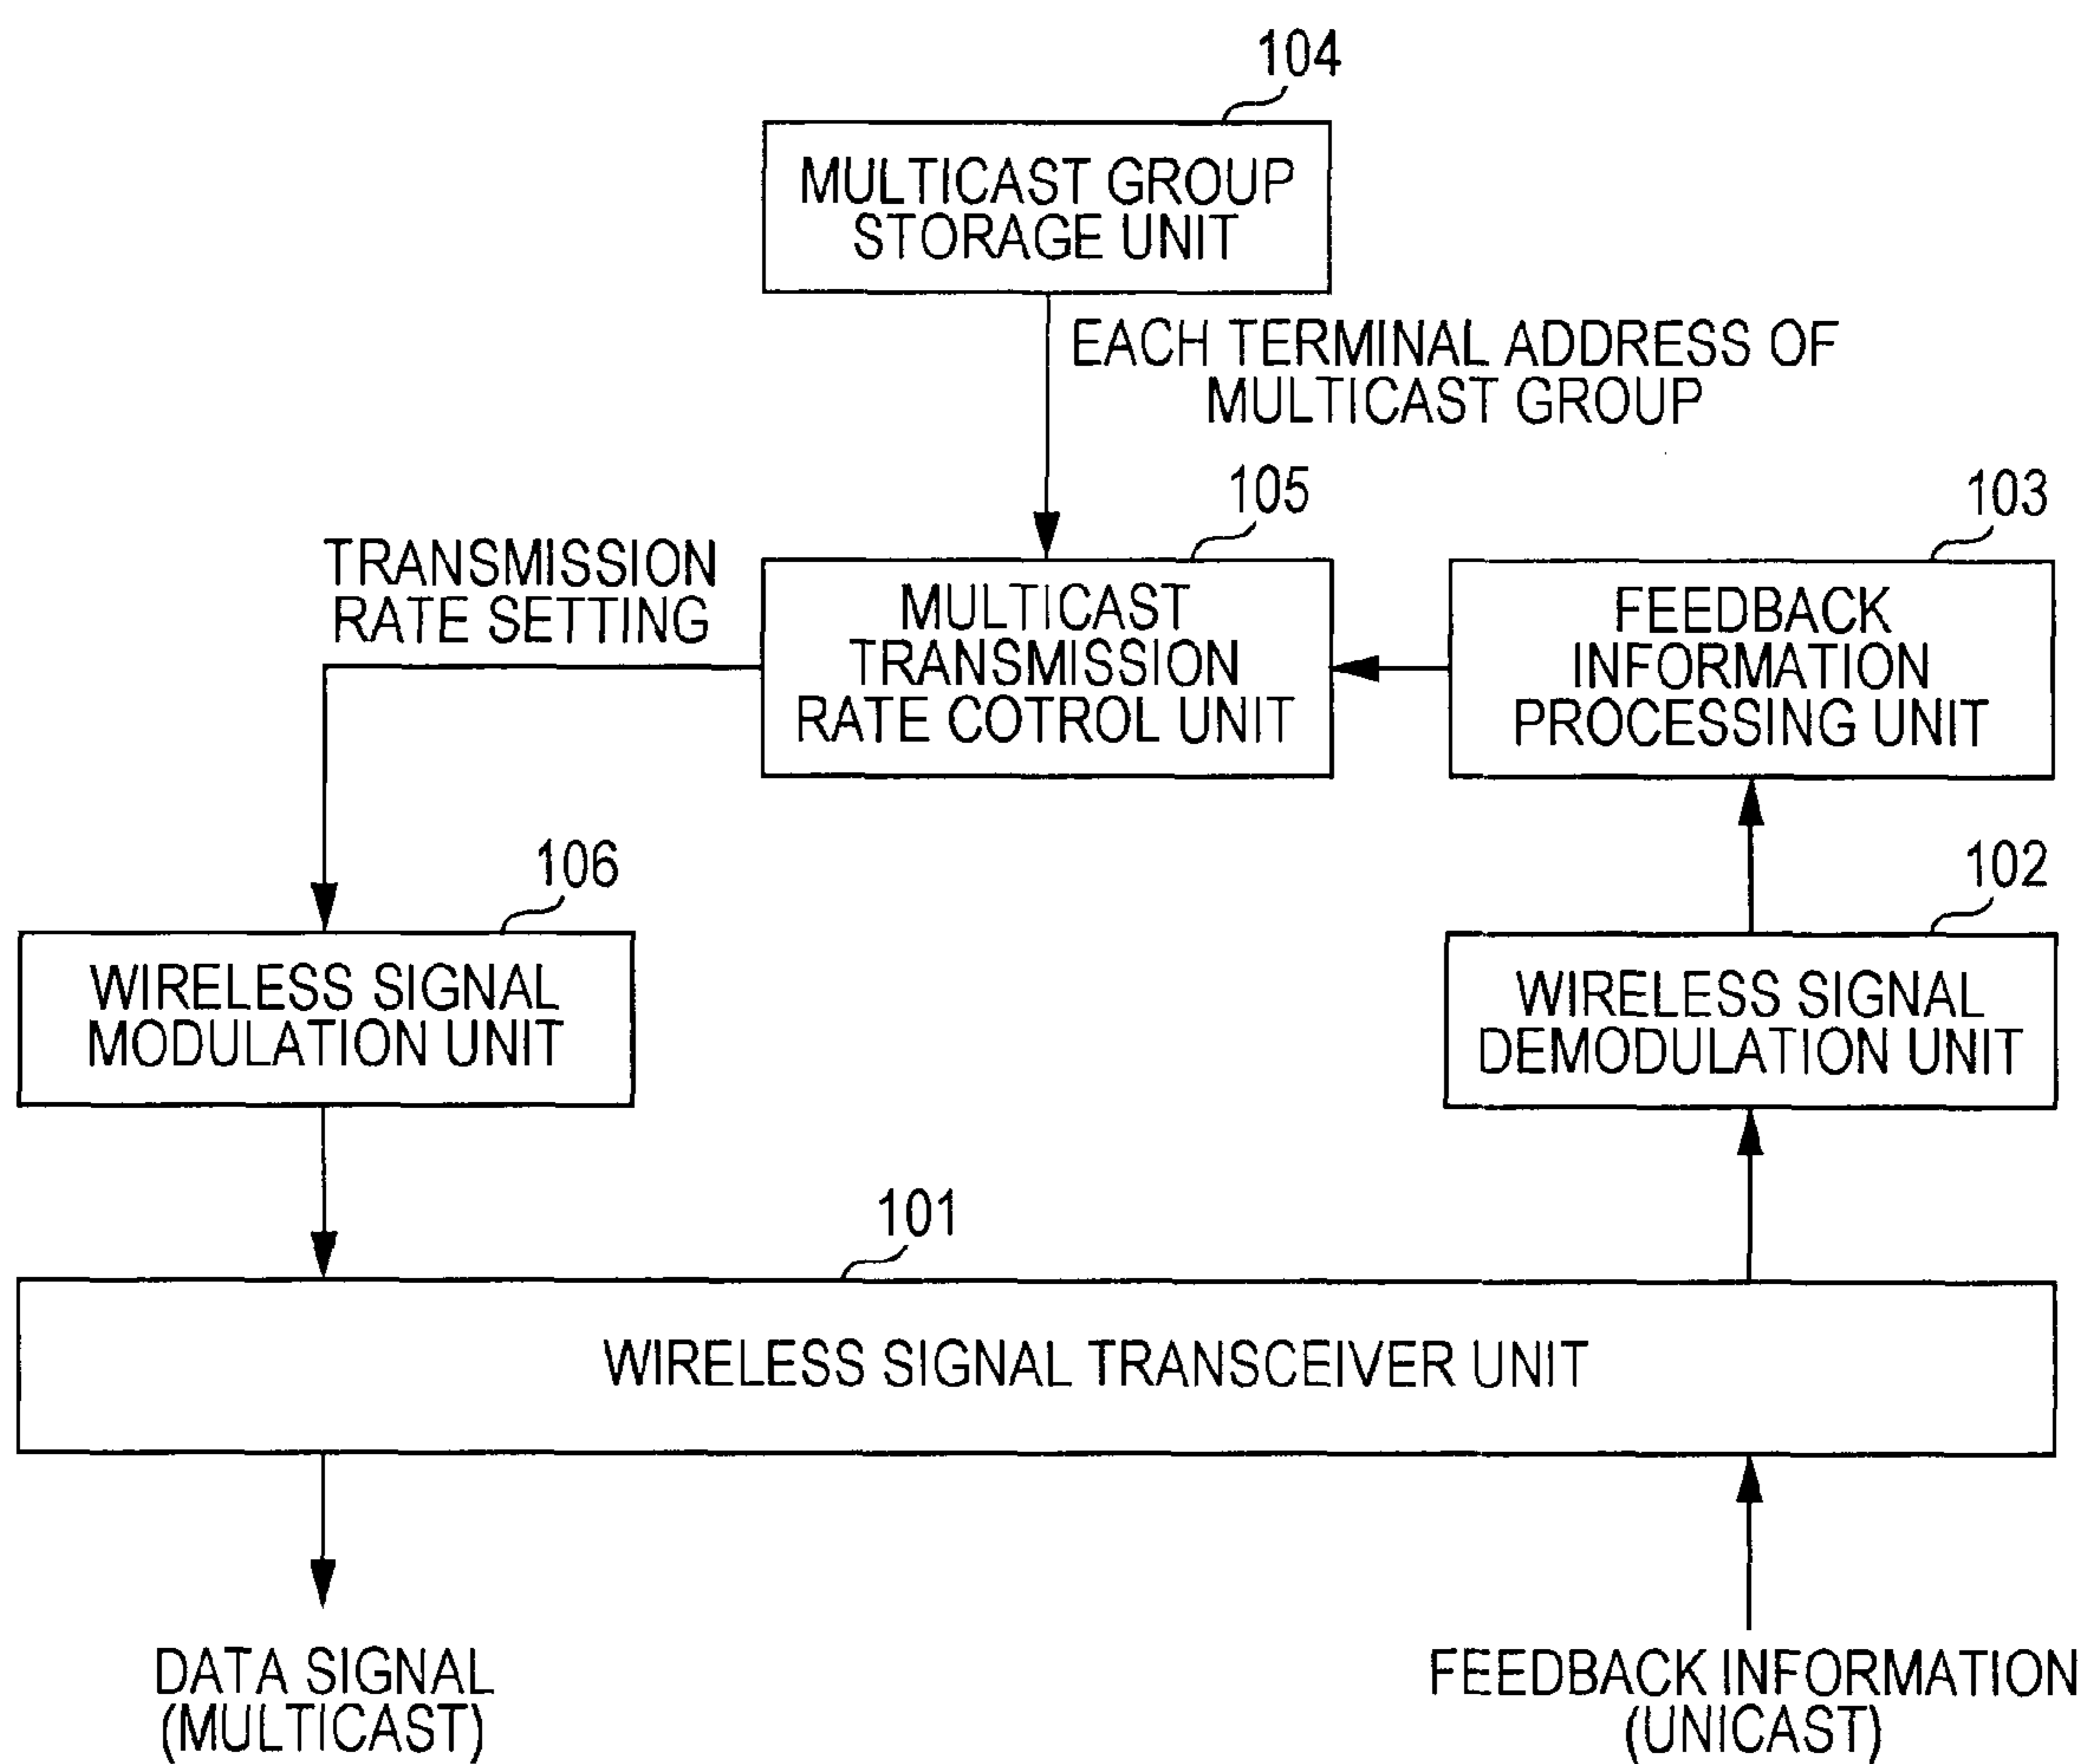 104
MULTICAST GROUP
STORAGE UNIT
EACH TERMINAL ADDRESS OF
MULTICAST GROUP
105
103
TRANSMISSION
RATE SETTING
MULTICAST
TRANSMISSION
RATE COTROL UNIT
FEEDBACK
INFORMATION
PROCESSING UNIT
106
102
WIRELESS SIGNAL
MODULATION UNIT
WIRELESS SIGNAL
DEMODULATION UNIT
101
WIRELESS SIGNAL TRANSCEIVER UNIT
DATA SIGNAL
(MULTICAST)
FEEDBACK INFORMATION
(UNICAST)